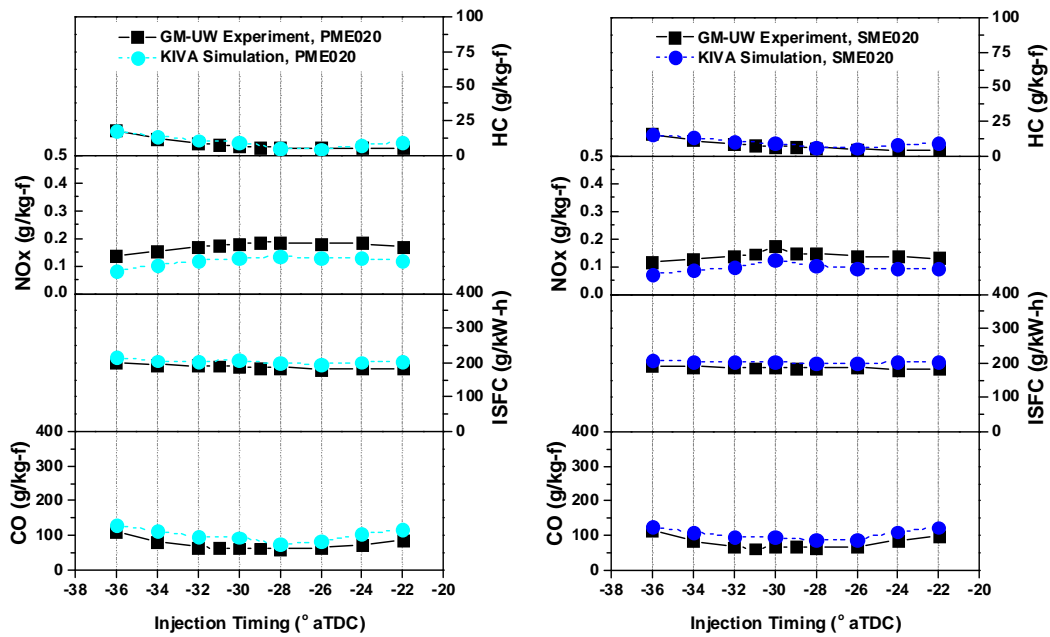 GM-UW Experiment, PME020
KIVA Simulation, PME020
100
75
50
25
0
HC (g/kg-f)
0.5
0.4
0.3
0.2
0.1
0.0
NOx (g/kg-f)
400
300
200
100
0
ISFC (g/kW-h)
400
300
200
100
0
CO (g/kg-f)
-38 -36 -34 -32 -30 -28 -26 -24 -22 -20
Injection Timing (° aTDC)
GM-UW Experiment, SME020
KIVA Simulation, SME020
100
75
50
25
0
HC (g/kg-f)
0.5
0.4
0.3
0.2
0.1
0.0
NOx (g/kg-f)
400
300
200
100
0
ISFC (g/kW-h)
400
300
200
100
0
CO (g/kg-f)
-38 -36 -34 -32 -30 -28 -26 -24 -22 -20
Injection Timing (° aTDC)